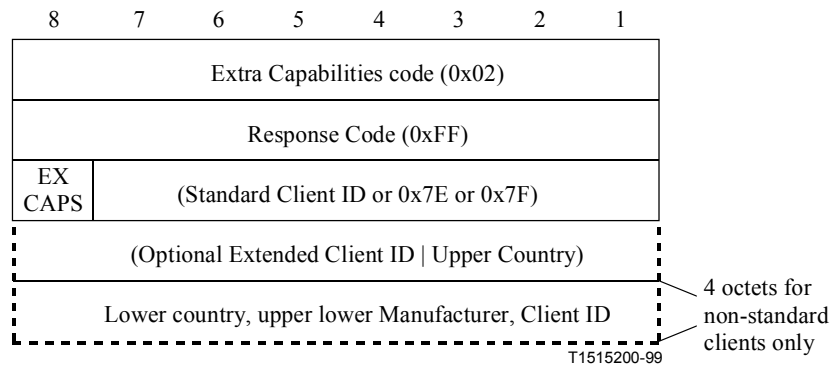 8 7 6 5 4 3 2 1
Extra Capabilities code (0x02)
Response Code (0xFF)
EX
CAPS
(Standard Client ID or 0x7E or 0x7F)
(Optional Extended Client ID | Upper Country)
Lower country, upper lower Manufacturer, Client ID
4 octets for
non-standard
clients only
T1515200-99